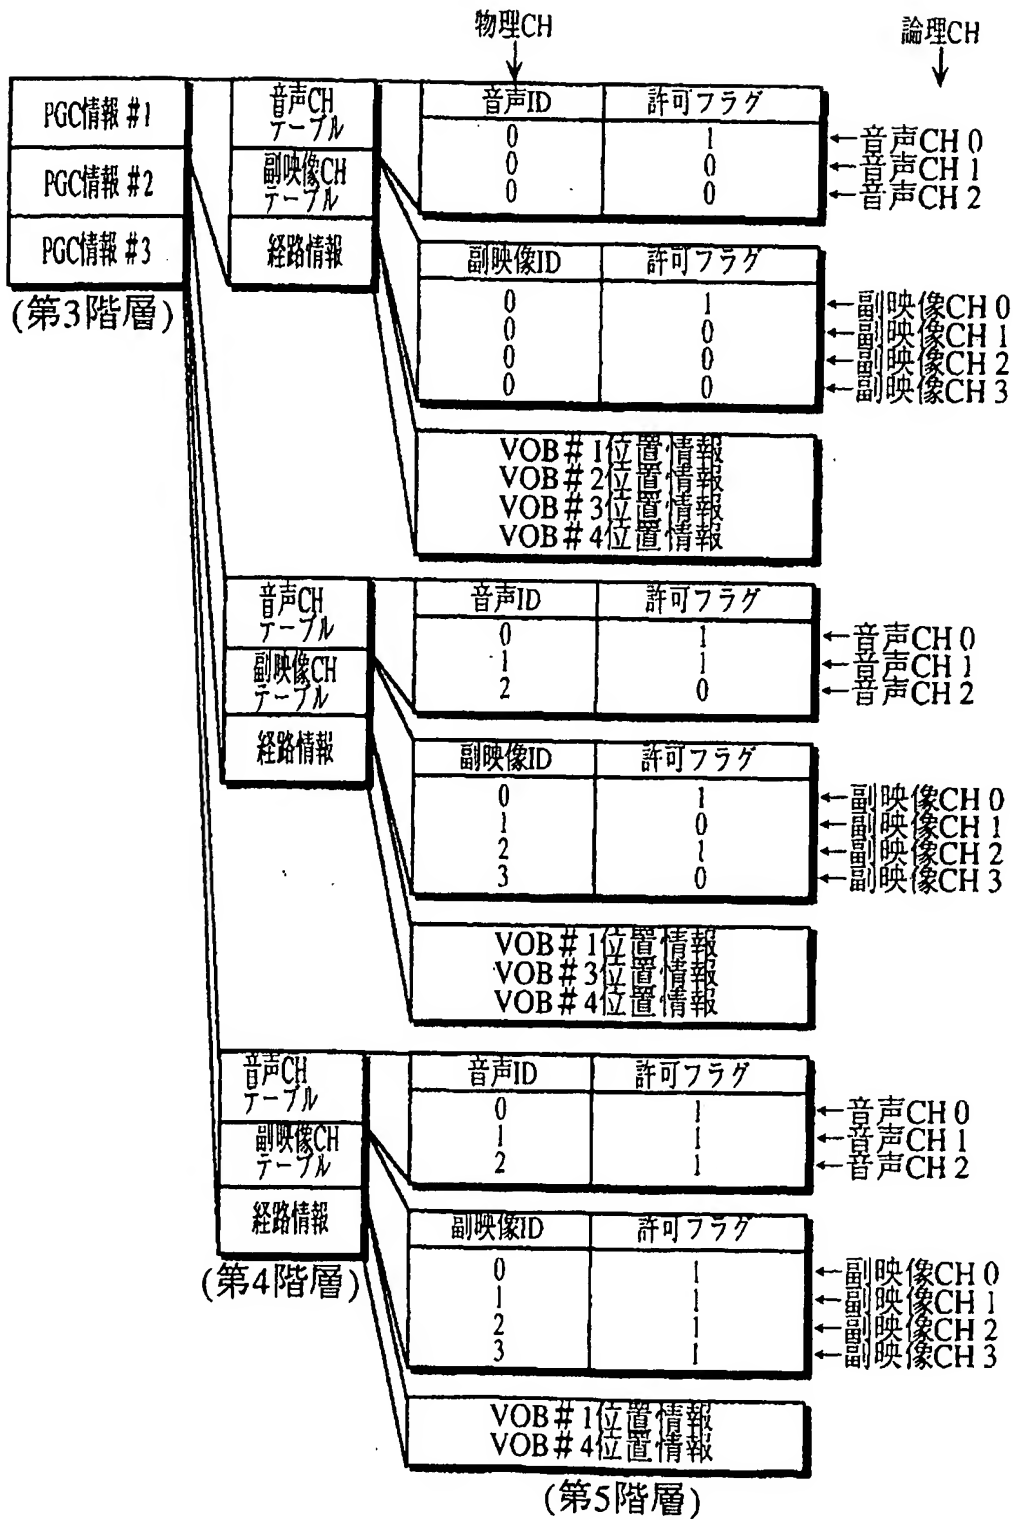 物理CH
論理CH
PGC情報 #1
PGC情報 #2
PGC情報 #3
(第3階層)
音声CH
テーブル
副映像CH
テーブル
経路情報
音声ID 許可フラグ
0 1 ←音声CH 0
0 0 ←音声CH 1
0 0 ←音声CH 2
副映像ID 許可フラグ
0 1 ←副映像CH 0
0 0 ←副映像CH 1
0 0 ←副映像CH 2
0 0 ←副映像CH 3
VOB#1位置情報
VOB#2位置情報
VOB#3位置情報
VOB#4位置情報
音声CH
テーブル
副映像CH
テーブル
経路情報
音声ID 許可フラグ
0 1 ←音声CH 0
1 1 ←音声CH 1
2 0 ←音声CH 2
副映像ID 許可フラグ
0 1 ←副映像CH 0
1 0 ←副映像CH 1
2 1 ←副映像CH 2
3 0 ←副映像CH 3
VOB#1位置情報
VOB#3位置情報
VOB#4位置情報
音声CH
テーブル
副映像CH
テーブル
経路情報
(第4階層)
音声ID 許可フラグ
0 1 ←音声CH 0
1 1 ←音声CH 1
2 1 ←音声CH 2
副映像ID 許可フラグ
0 1 ←副映像CH 0
1 1 ←副映像CH 1
2 1 ←副映像CH 2
3 1 ←副映像CH 3
VOB#1位置情報
VOB#4位置情報
(第5階層)